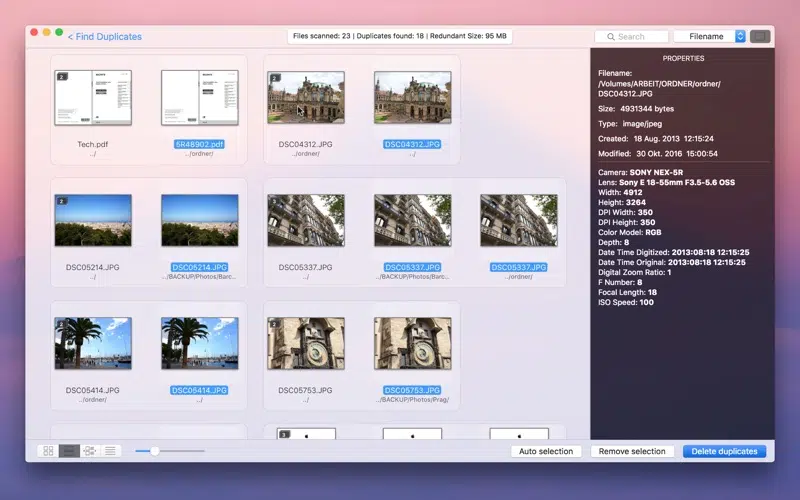 < Find Duplicates
Files scanned: 23 | Duplicates found: 18 | Redundant Size: 95 MB
Search
Filename
2
Tech.pdf
../
5R48902.pdf
../ordner/
2
DSC04312.JPG
../ordner/
DSC04312.JPG
../
2
DSC05214.JPG
../
DSC05214.JPG
../BACKUP/Photos/Barc...
3
DSC05337.JPG
../
DSC05337.JPG
../BACKUP/Photos/Barc...
DSC05337.JPG
../ordner/
2
DSC05414.JPG
../ordner/
DSC05414.JPG
../
2
DSC05753.JPG
../
DSC05753.JPG
../BACKUP/Photos/Prag/
3
PROPERTIES
Filename:
/Volumes/ARBEIT/ORDNER/ordner/
DSC04312.JPG
Size: 4931344 bytes
Type: image/jpeg
Created: 18 Aug. 2013 12:15:24
Modified: 30 Okt. 2016 15:00:54
Camera: SONY NEX-5R
Lens: Sony E 18-55mm F3.5-5.6 OSS
Width: 4912
Height: 3264
DPI Width: 350
DPI Height: 350
Color Model: RGB
Depth: 8
Date Time Digitized: 2013:08:18 12:15:25
Date Time Original: 2013:08:18 12:15:25
Digital Zoom Ratio: 1
F Number: 8
Focal Length: 18
ISO Speed: 100
Auto selection
Remove selection
Delete duplicates